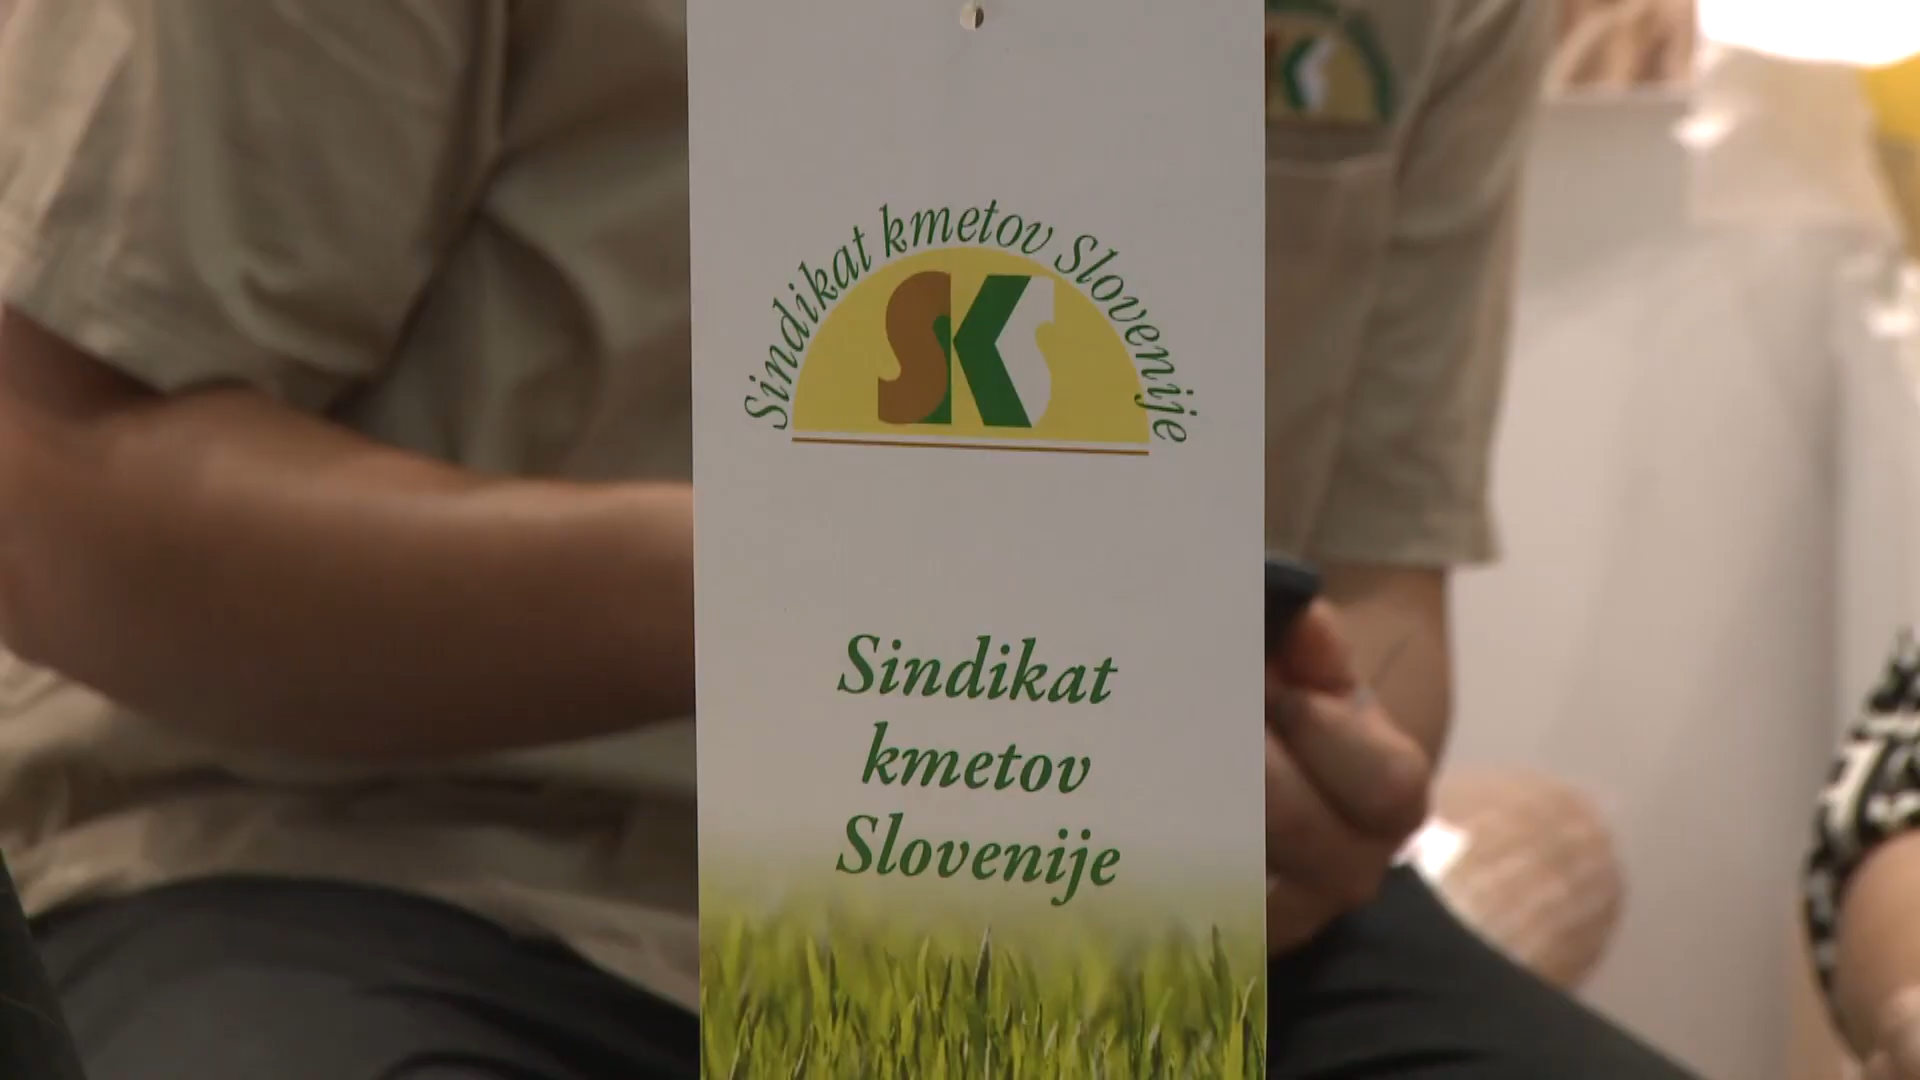 Sindikat kmetov Slovenije
SKS
Sindikat
kmetov
Slovenije